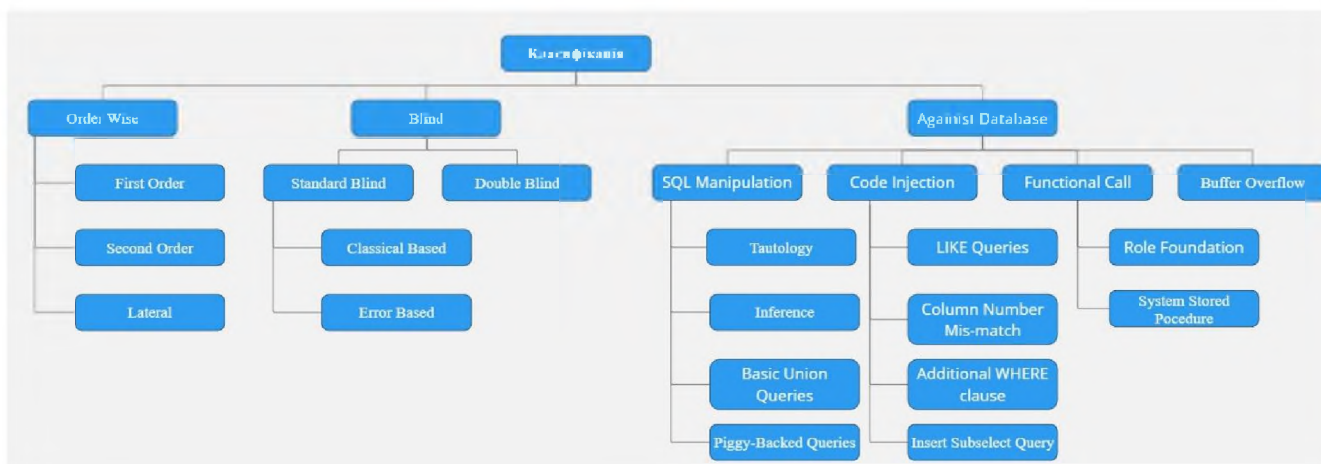 Класифікація
Order Wise
Blind
Against Database
First Order
Standard Blind
Double Blind
SQL Manipulation
Code Injection
Functional Call
Buffer Overflow
Second Order
Classical Based
Tautology
LIKE Queries
Role Foundation
Lateral
Error Based
Inference
Column Number
Mis-match
System Stored
Pocedure
Basic Union
Queries
Additional WHERE
clause
Piggy-Backed Queries
Insert Subselect Query